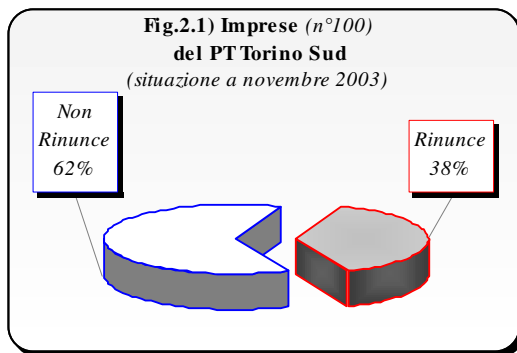 Fig.2.1) Imprese (n°100)
del PT Torino Sud
(situazione a novembre 2003)
Non
Rinunce
62%
Rinunce
38%